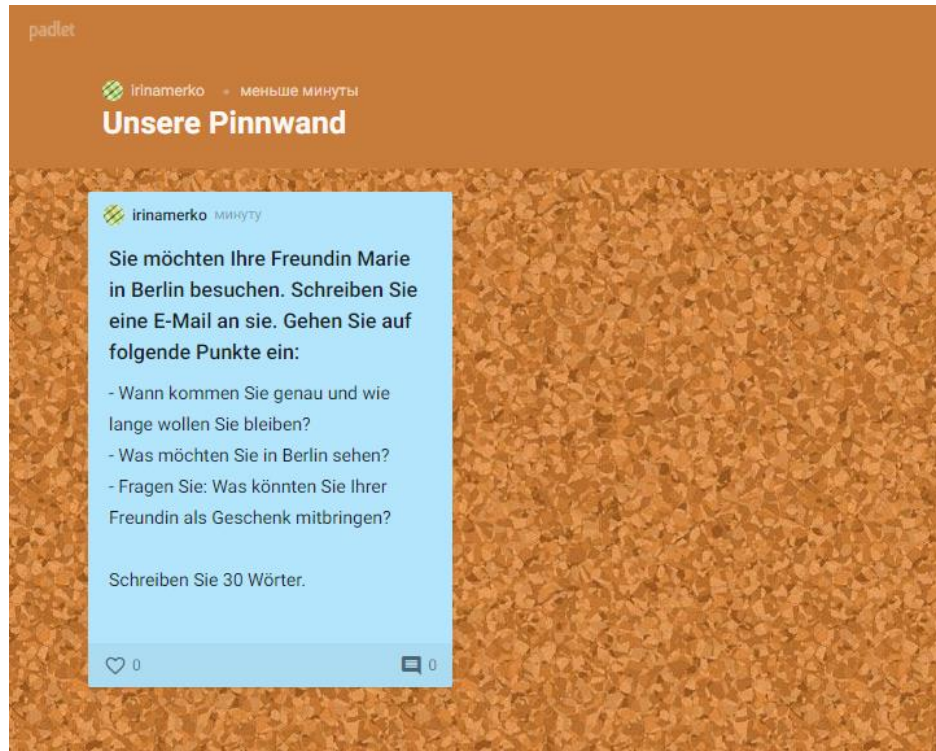 padlet
irinamerko • меньше минуты
Unsere Pinnwand
irinamerko минуту
Sie möchten Ihre Freundin Marie
in Berlin besuchen. Schreiben Sie
eine E-Mail an sie. Gehen Sie auf
folgende Punkte ein:
- Wann kommen Sie genau und wie
lange wollen Sie bleiben?
- Was möchten Sie in Berlin sehen?
- Fragen Sie: Was könnten Sie Ihrer
Freundin als Geschenk mitbringen?
Schreiben Sie 30 Wörter.
0 0